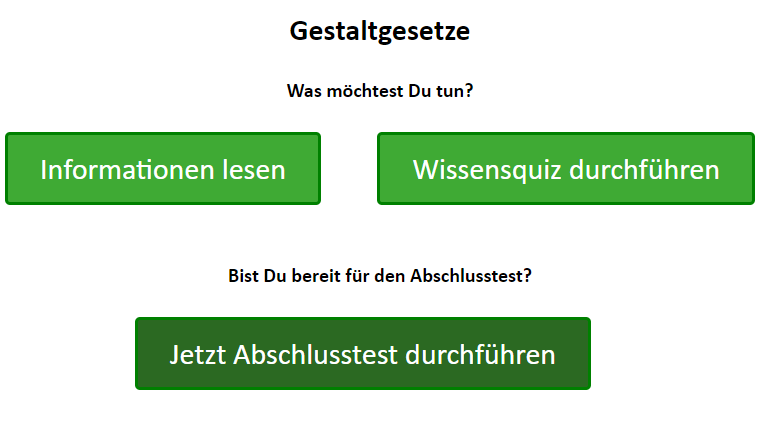 Gestaltgesetze
Was möchtest Du tun?
Informationen lesen
Wissensquiz durchführen
Bist Du bereit für den Abschlusstest?
Jetzt Abschlusstest durchführen